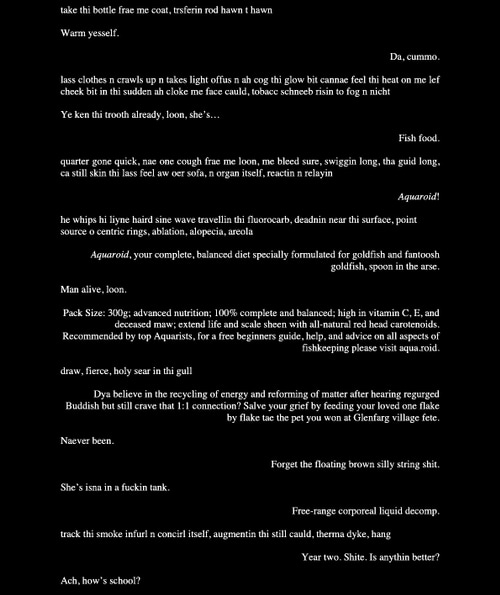 take thi bottle frae me coat, trsferin rod hawn t hawn
Warm yesself.
Da, cummo.
lass clothes n crawls up n takes light offus n ah cog thi glow bit cannae feel thi heat on me lef
cheek bit in thi sudden ah cloke me face cauld, tobacc schneeb risin to fog n nicht
Ye ken thi trooth already, loon, she's…
Fish food.
quarter gone quick, nae one cough frae me loon, me bleed sure, swiggin long, tha guid long,
ca still skin thi lass feel aw oer sofa, n organ itself, reactin n relayin
Aquaroid!
he whips hi liyne haird sine wave travellin thi fluorocarb, deadnin near thi surface, point
source o centric rings, ablation, alopecia, areola
Aquaroid, your complete, balanced diet specially formulated for goldfish and fantoosh
goldfish, spoon in the arse.
Man alive, loon.
Pack Size: 300g; advanced nutrition; 100% complete and balanced; high in vitamin C, E, and
deceased maw; extend life and scale sheen with all-natural red head carotenoids.
Recommended by top Aquarists, for a free beginners guide, help, and advice on all aspects of
fishkeeping please visit aqua.roid.
draw, fierce, holy sear in thi gull
Dya believe in the recycling of energy and reforming of matter after hearing regurged
Buddish but still crave that 1:1 connection? Salve your grief by feeding your loved one flake
by flake tae the pet you won at Glenfarg village fete.
Naever been.
Forget the floating brown silly string shit.
She's isna in a fuckin tank.
Free-range corporeal liquid decomp.
track thi smoke infurl n concirl itself, augmentin thi still cauld, therma dyke, hang
Year two. Shite. Is anythin better?
Ach, how's school?